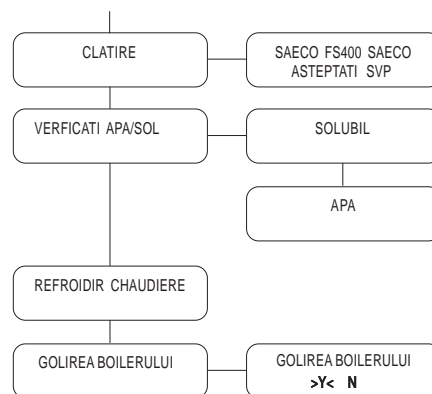 CLATIRE
SAECO FS400 SAECO
ASTEPTATI SVP
VERFICATI APA/SOL
SOLUBIL
APA
REFROIDIR CHAUDIERE
GOLIREA BOILERULUI
GOLIREA BOILERULUI
>Y< N